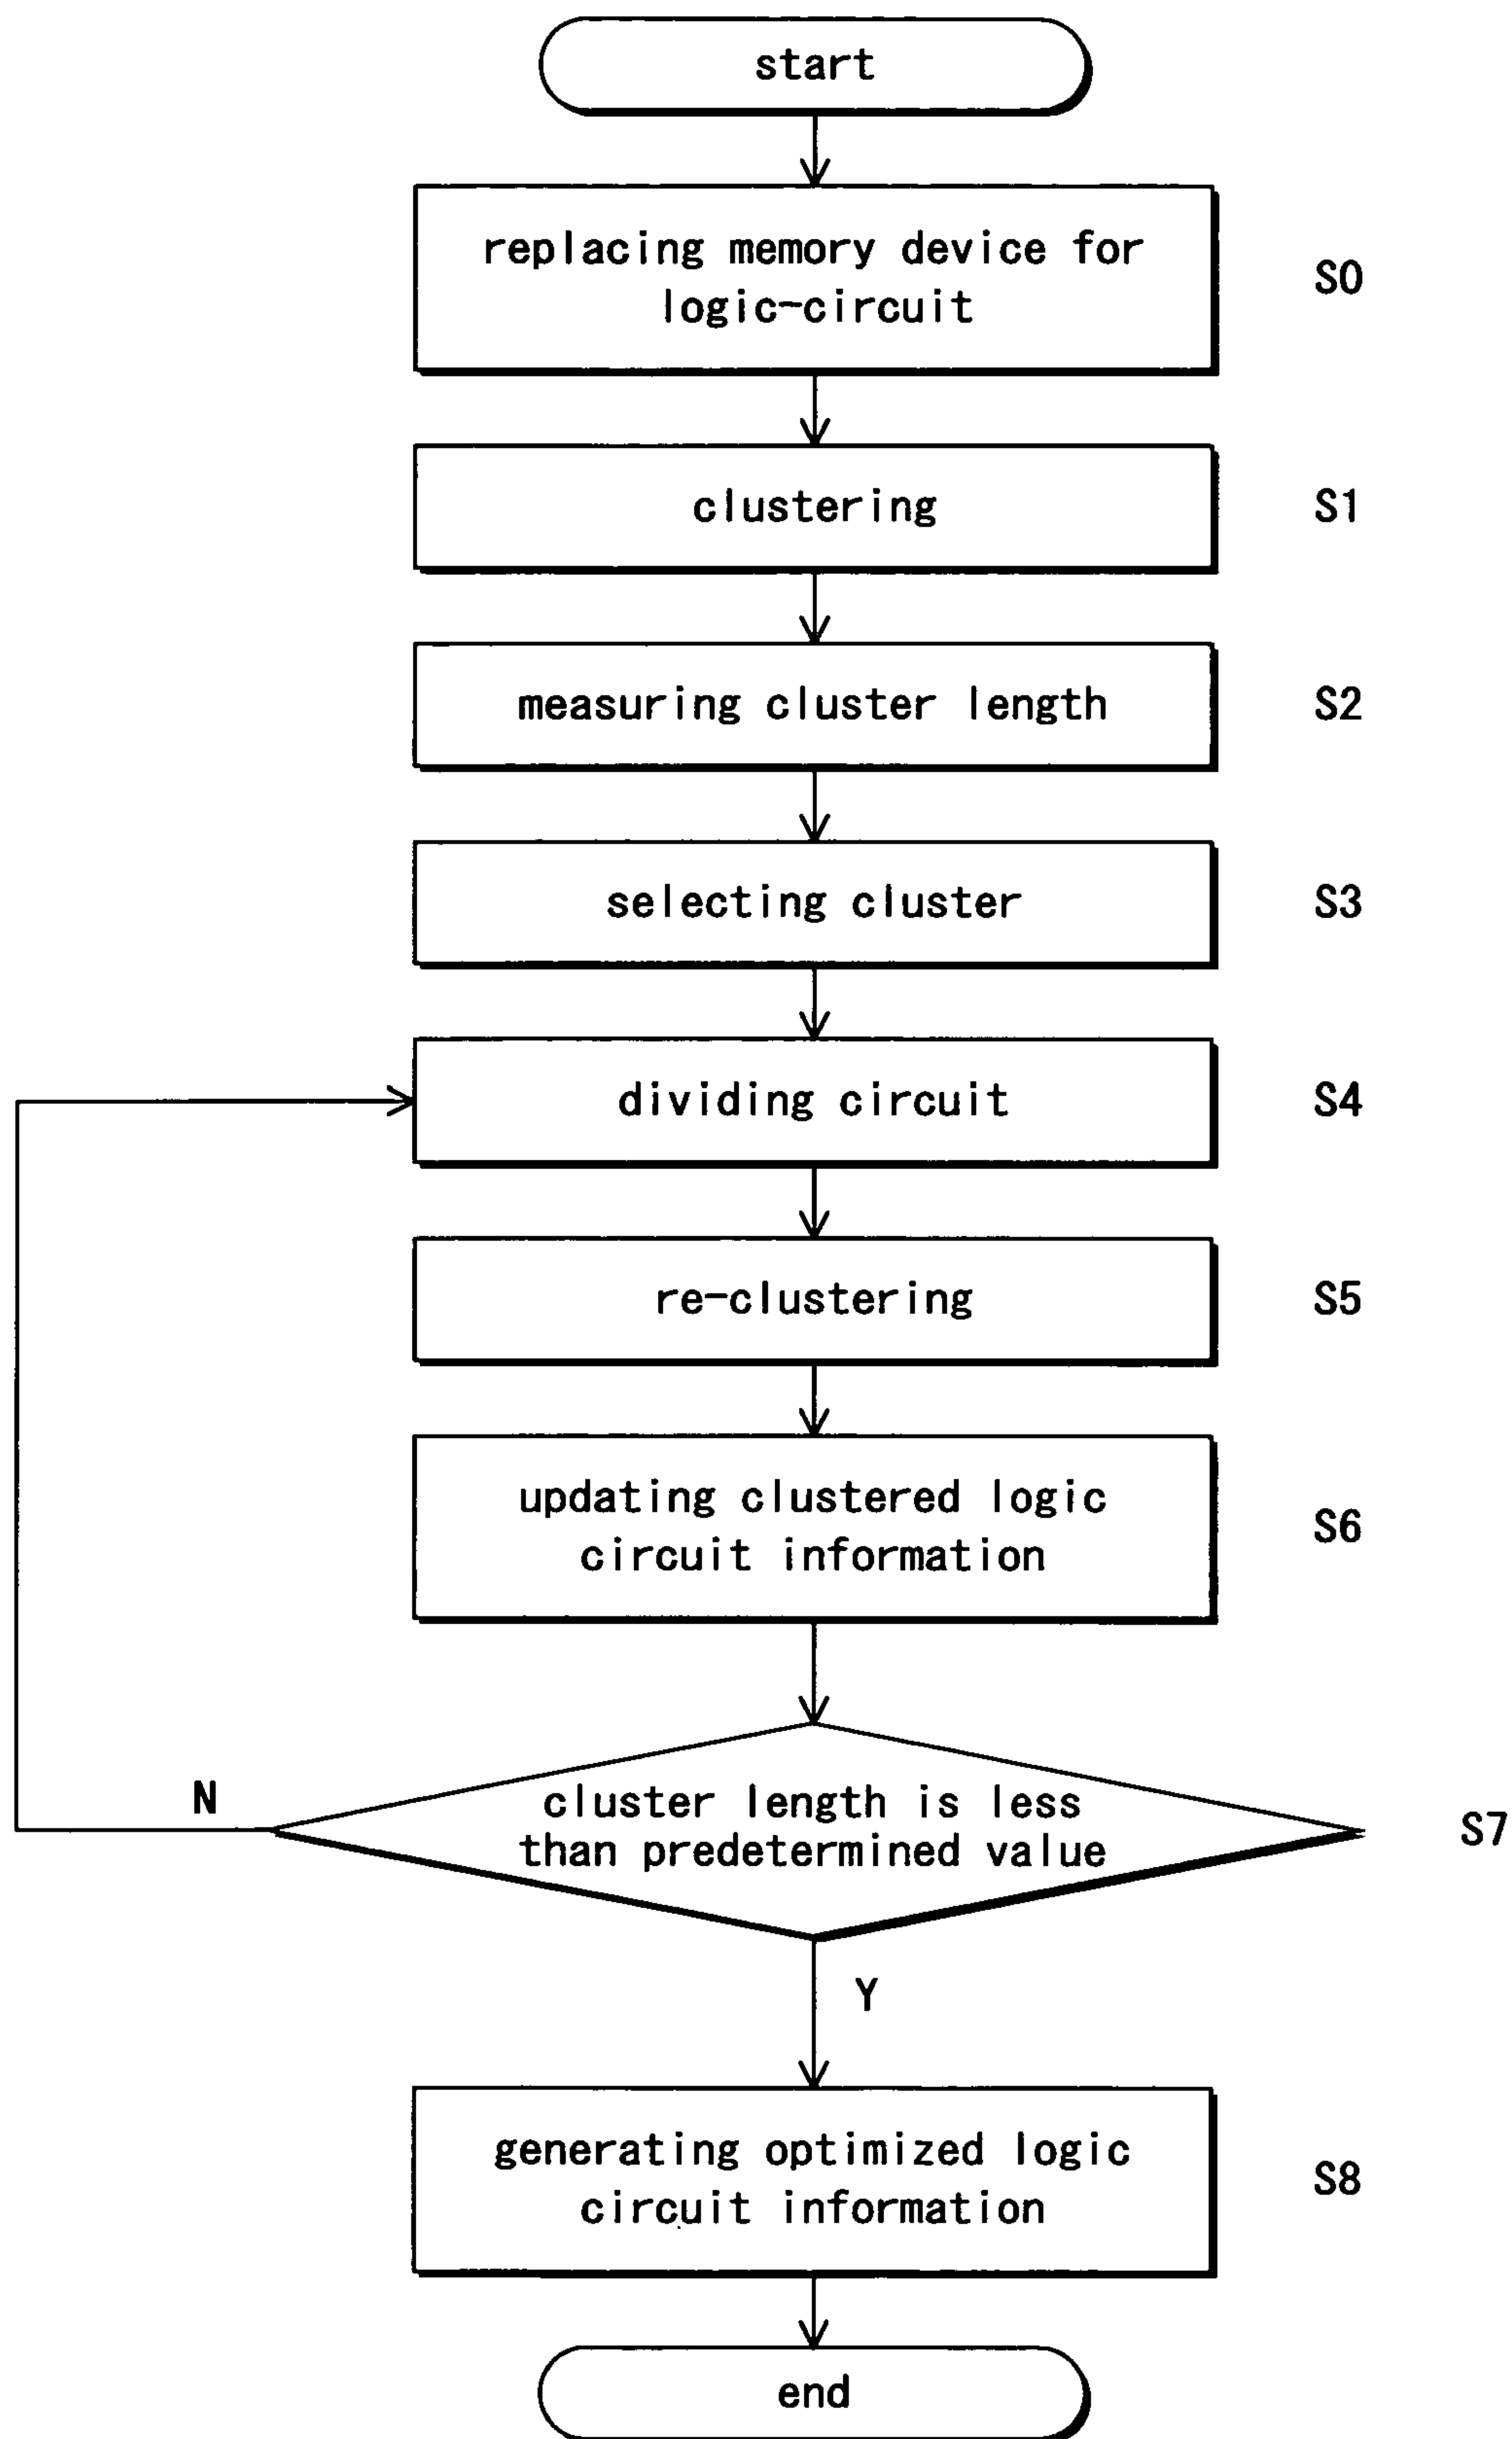 start
replacing memory device for
logic-circuit
S0
clustering
S1
measuring cluster length
S2
selecting cluster
S3
dividing circuit
S4
re-clustering
S5
updating clustered logic
circuit information
S6
N
cluster length is less
than predetermined value
S7
Y
generating optimized logic
circuit information
S8
end